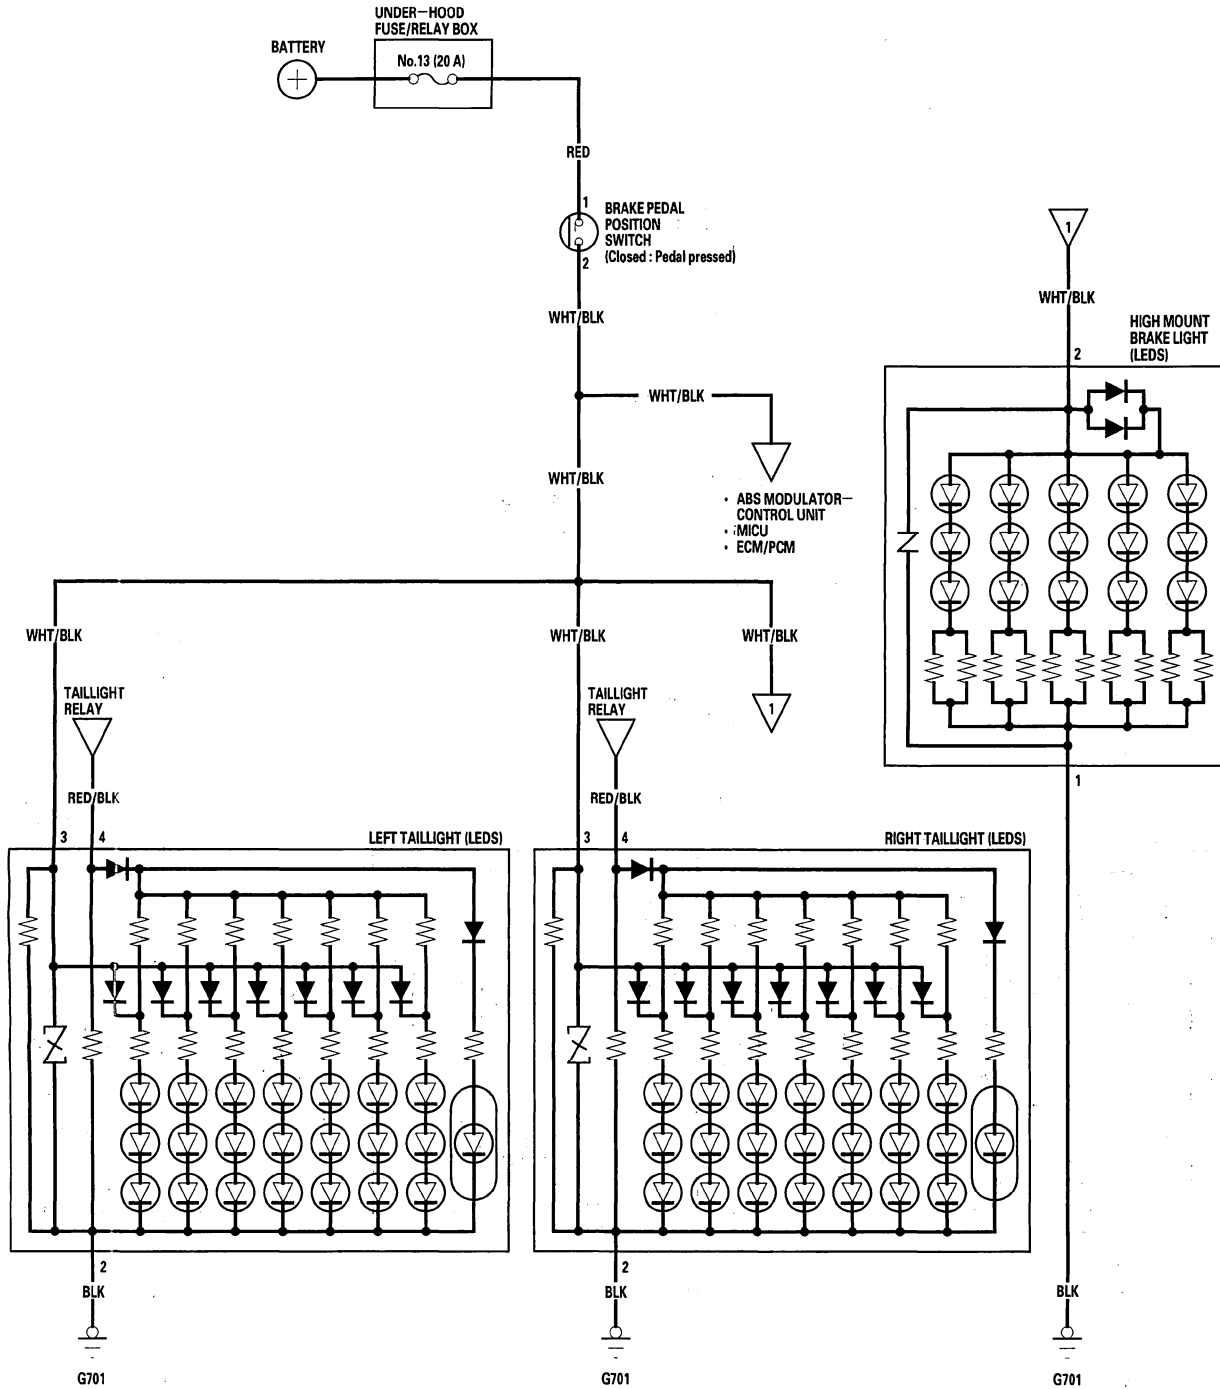 UNDER-HOOD
FUSE/RELAY BOX
BATTERY
No.13 (20 A)
RED
1
BRAKE PEDAL
POSITION
SWITCH
(Closed : Pedal pressed)
2
WHT/BLK
1
WHT/BLK
HIGH MOUNT
BRAKE LIGHT
(LEDS)
2
WHT/BLK
WHT/BLK
• ABS MODULATOR-
CONTROL UNIT
• MICU
• ECM/PCM
WHT/BLK
WHT/BLK
WHT/BLK
TAILLIGHT
RELAY
TAILLIGHT
RELAY
1
1
RED/BLK
RED/BLK
3
4
LEFT TAILLIGHT (LEDS)
3
4
RIGHT TAILLIGHT (LEDS)
2
BLK
2
BLK
BLK
G701
G701
G701